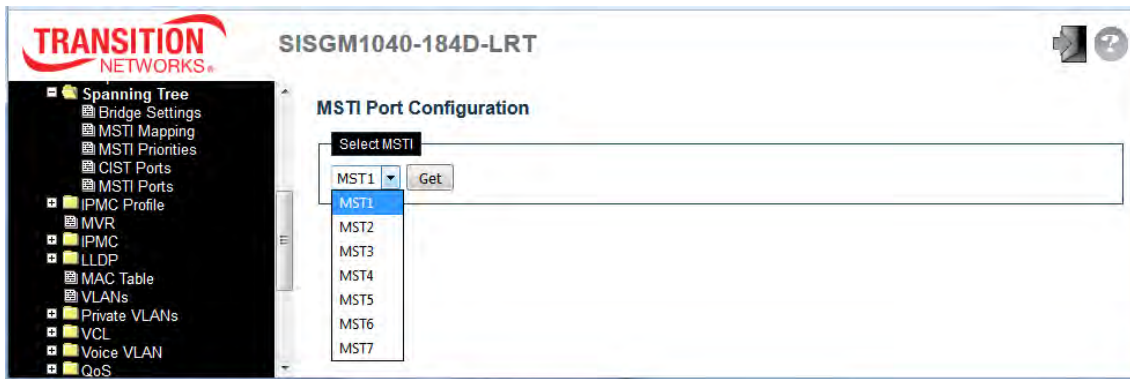 TRANSITION
NETWORKS®
SISGM1040-184D-LRT
?
Spanning Tree
Bridge Settings
MSTI Mapping
MSTI Priorities
CIST Ports
MSTI Ports
IPMC Profile
MVR
IPMC
LLDP
MAC Table
VLANs
Private VLANs
VCL
Voice VLAN
QoS
MSTI Port Configuration
Select MSTI
MST1 Get
MST1
MST2
MST3
MST4
MST5
MST6
MST7